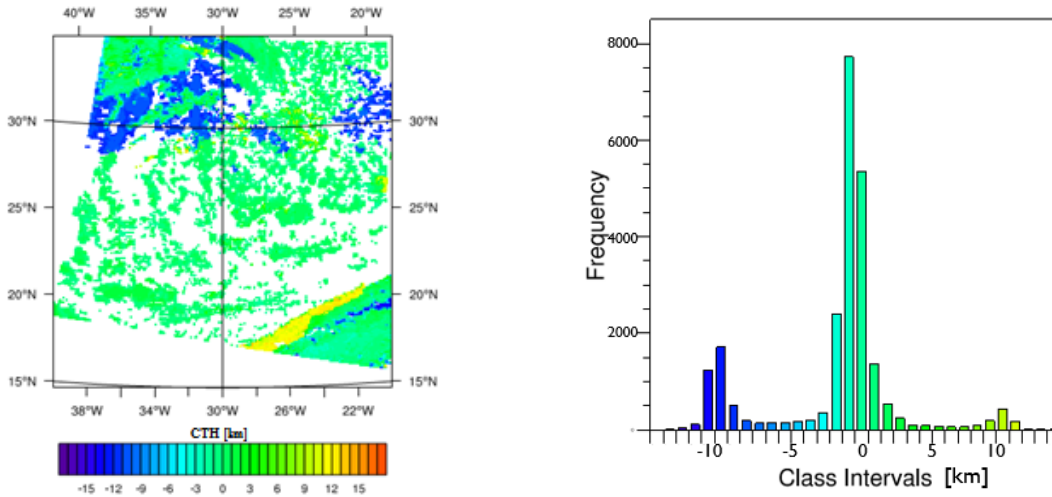 40°W 35°W 30°W 25°W 20°W
30°N 30°N
25°N 25°N
20°N 20°N
15°N 15°N
38°W 34°W 30°W 26°W 22°W
CTH [km]
-15 -12 -9 -6 -3 0 3 6 9 12 15
8000
6000
4000
2000
Frequency
-10 -5 0 5 10
Class Intervals [km]